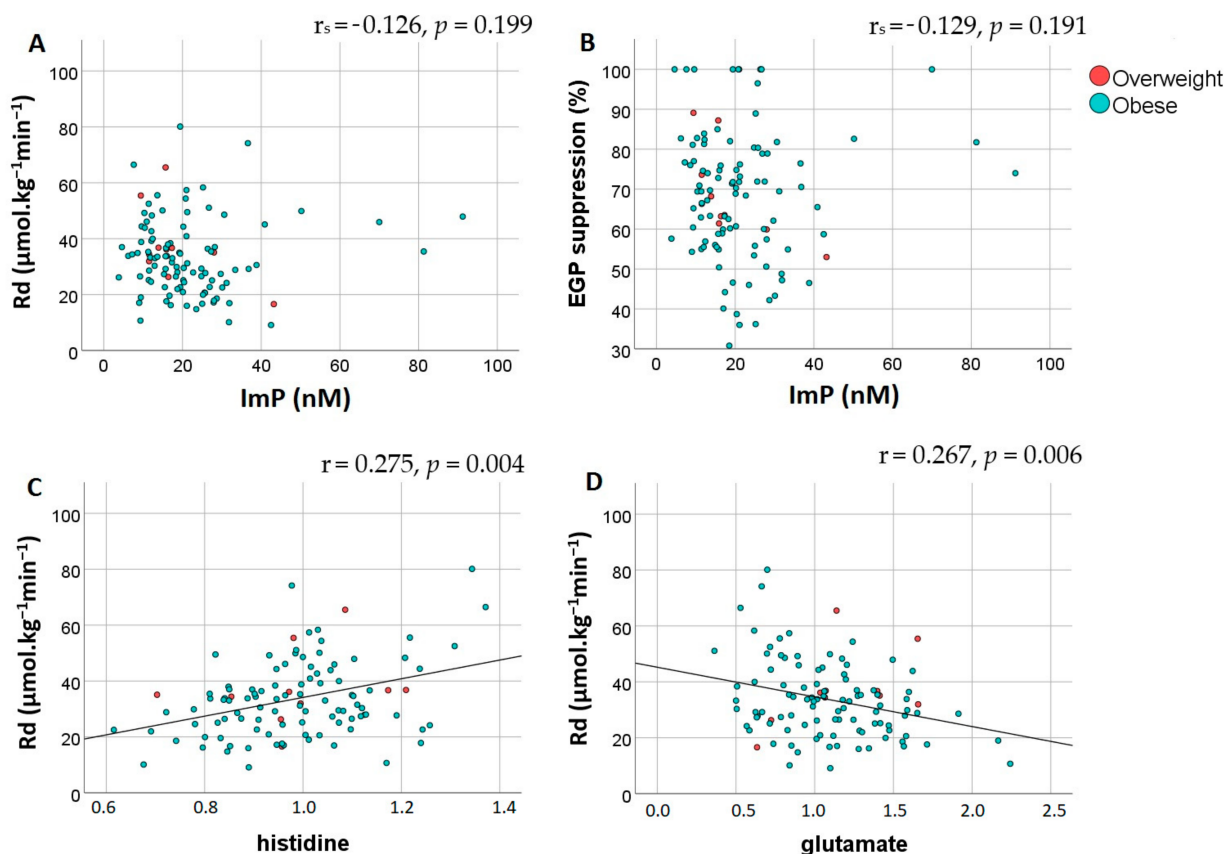 A
rₛ = -0.126, p = 0.199
100
80
60
40
20
0
Rd (μmol.kg⁻¹min⁻¹)
0 20 40 60 80 100
ImP (nM)
B
rₛ = -0.129, p = 0.191
100
90
80
70
60
50
40
30
EGP suppression (%)
0 20 40 60 80 100
ImP (nM)
Overweight
Obese
C
r = 0.275, p = 0.004
100
80
60
40
20
0
Rd (μmol.kg⁻¹min⁻¹)
0.6 0.8 1.0 1.2 1.4
histidine
D
r = 0.267, p = 0.006
100
80
60
40
20
0
Rd (μmol.kg⁻¹min⁻¹)
0.0 0.5 1.0 1.5 2.0 2.5
glutamate